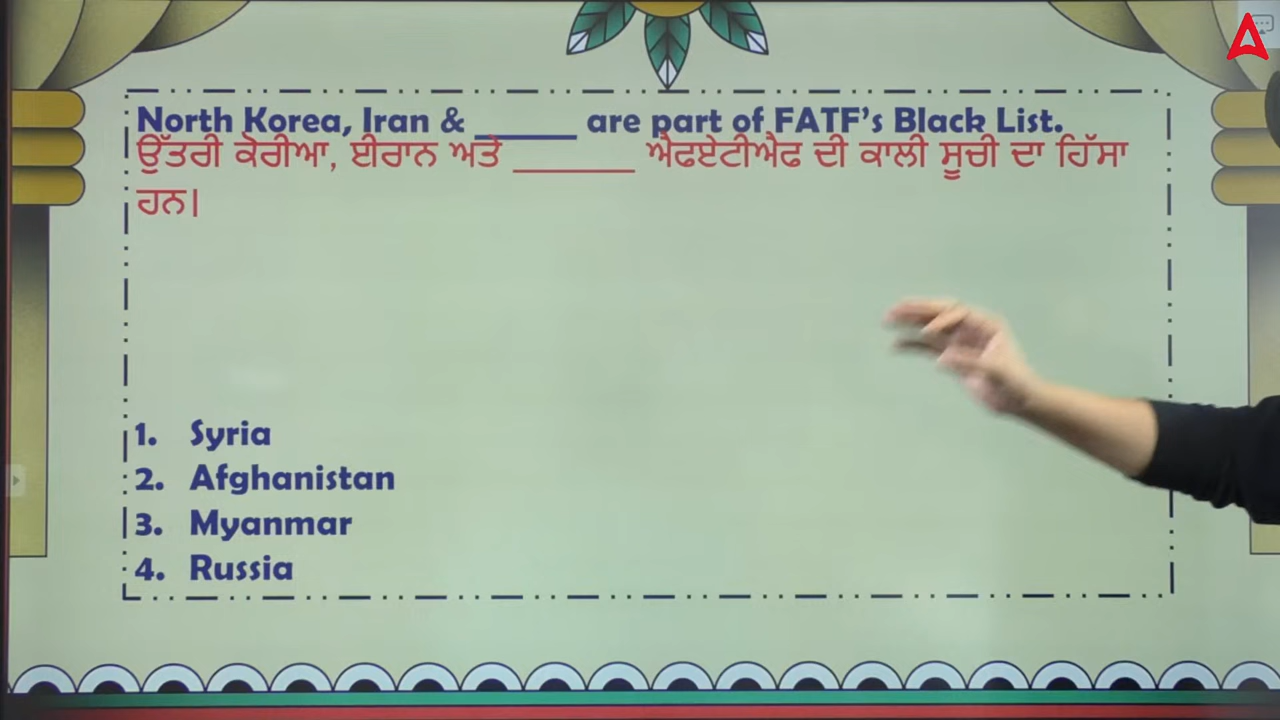 North Korea, Iran & ______ are part of FATF's Black List.
ਉੱਤਰੀ ਕੋਰੀਆ, ਈਰਾਨ ਅਤੇ _______ ਐਫਏਟੀਐਫ ਦੀ ਕਾਲੀ ਸੂਚੀ ਦਾ ਹਿੱਸਾ
ਹਨ।
1. Syria
2. Afghanistan
3. Myanmar
4. Russia